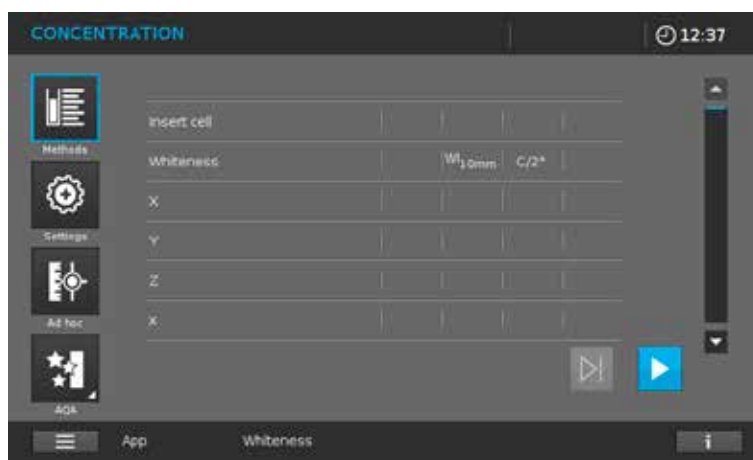 CONCENTRATION 12:37
Methods
Settings
Ad hoc
AQA
Insert cell
Whiteness WI10mm C/2°
X
Y
Z
x
App Whiteness i